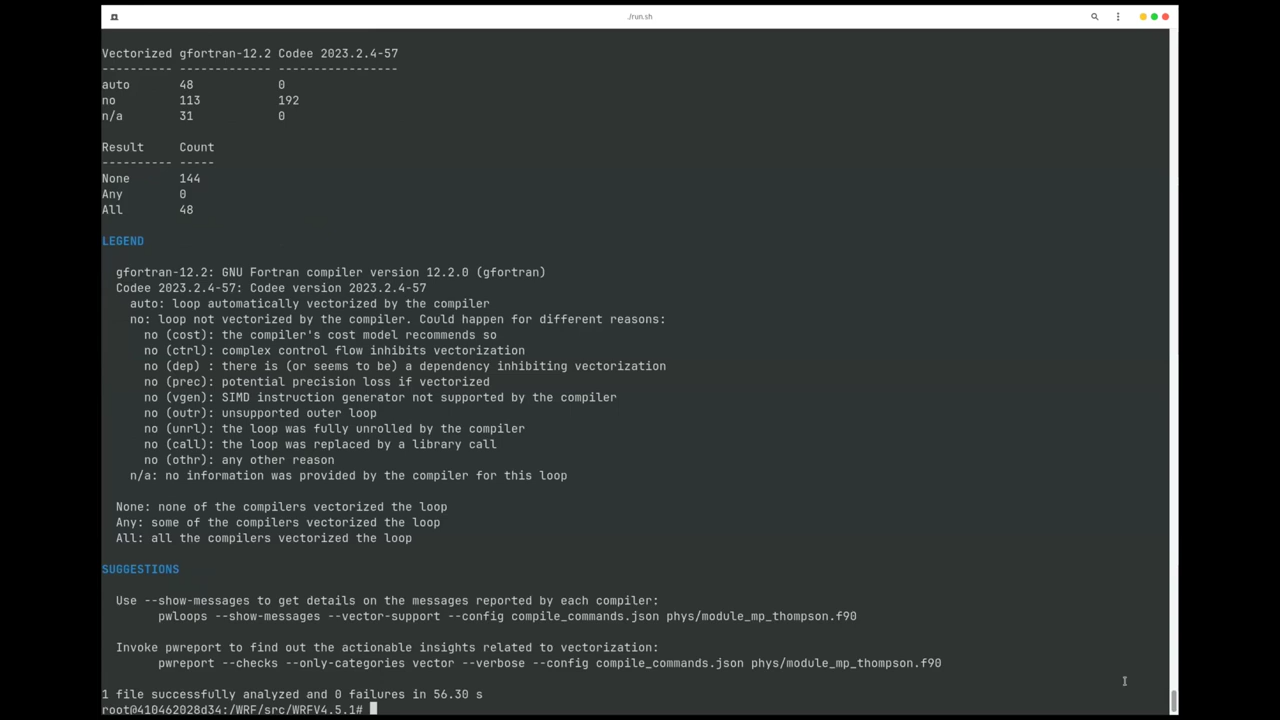 ./run.sh
Vectorized gfortran-12.2 Codee 2023.2.4-57
---------- ------------- -----------------
auto 48 0
no 113 192
n/a 31 0
Result Count
---------- -----
None 144
Any 0
All 48
LEGEND
gfortran-12.2: GNU Fortran compiler version 12.2.0 (gfortran)
Codee 2023.2.4-57: Codee version 2023.2.4-57
auto: loop automatically vectorized by the compiler
no: loop not vectorized by the compiler. Could happen for different reasons:
no (cost): the compiler's cost model recommends so
no (ctrl): complex control flow inhibits vectorization
no (dep) : there is (or seems to be) a dependency inhibiting vectorization
no (prec): potential precision loss if vectorized
no (vgen): SIMD instruction generator not supported by the compiler
no (outr): unsupported outer loop
no (unrl): the loop was fully unrolled by the compiler
no (call): the loop was replaced by a library call
no (othr): any other reason
n/a: no information was provided by the compiler for this loop
None: none of the compilers vectorized the loop
Any: some of the compilers vectorized the loop
All: all the compilers vectorized the loop
SUGGESTIONS
Use --show-messages to get details on the messages reported by each compiler:
pwloops --show-messages --vector-support --config compile_commands.json phys/module_mp_thompson.f90
Invoke pwreport to find out the actionable insights related to vectorization:
pwreport --checks --only-categories vector --verbose --config compile_commands.json phys/module_mp_thompson.f90
1 file successfully analyzed and 0 failures in 56.30 s
root@410462028d34:/WRF/src/WRFV4.5.1#